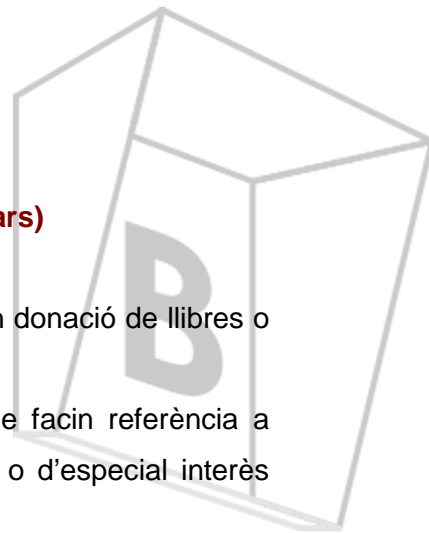 ars)
n donació de llibres o
e facin referència a
o d'especial interès
B